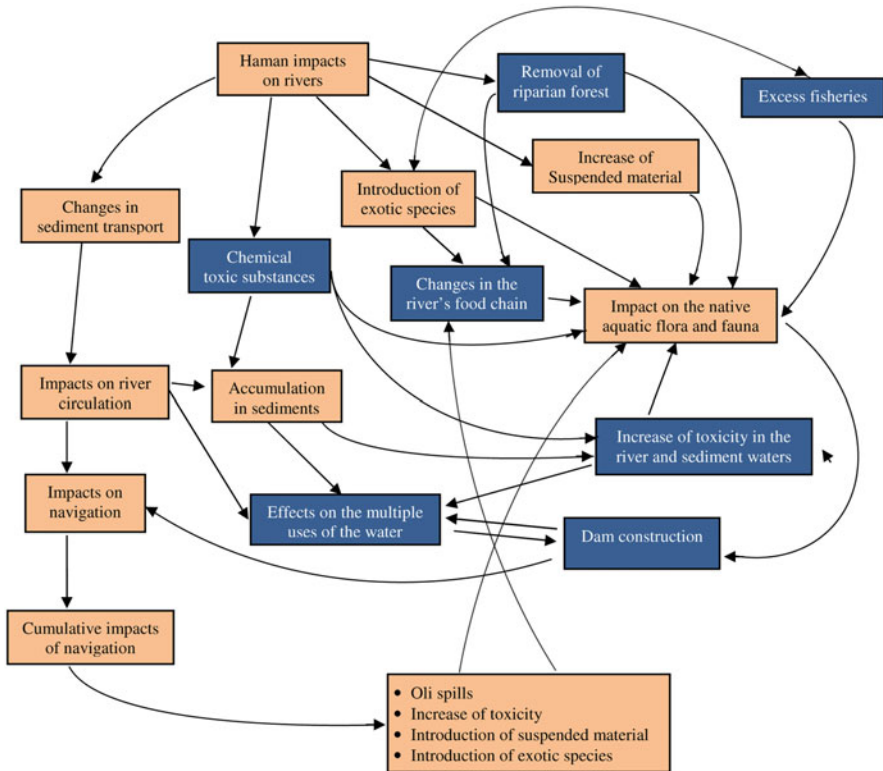 Haman impacts
on rivers
Removal of
riparian forest
Excess fisheries
Increase of
Suspended material
Introduction of
exotic species
Changes in
sediment transport
Chemical
toxic substances
Changes in the
river's food chain
Impact on the native
aquatic flora and fauna
Impacts on river
circulation
Accumulation
in sediments
Increase of toxicity in the
river and sediment waters
Impacts on
navigation
Effects on the multiple
uses of the water
Dam construction
Cumulative impacts
of navigation
• Oli spills
• Increase of toxicity
• Introduction of suspended material
• Introduction of exotic species